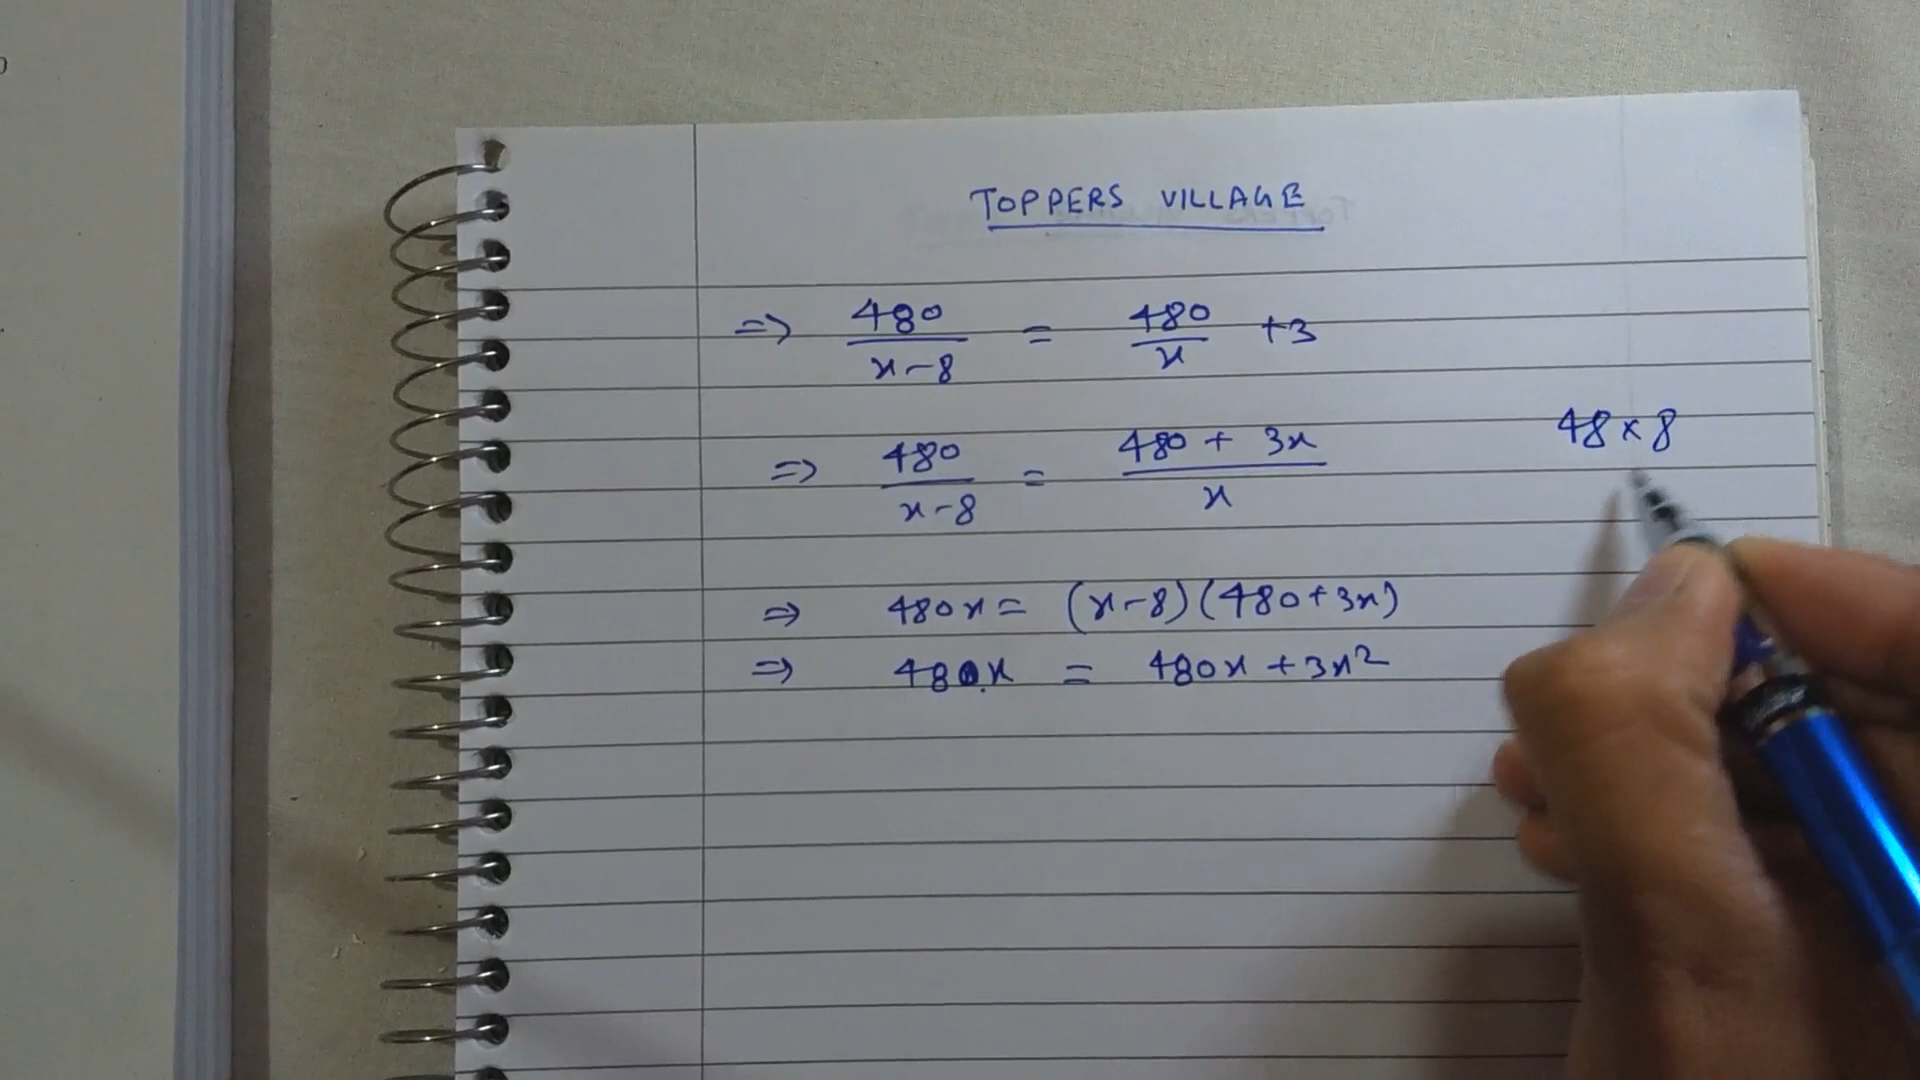 TOPPERS VILLAGE
=> 480/(x-8) = 480/x +3
=> 480/(x-8) = (480 + 3x)/x
48 × 8
=> 480x = (x-8)(480+3x)
=> 480x = 480x + 3x²